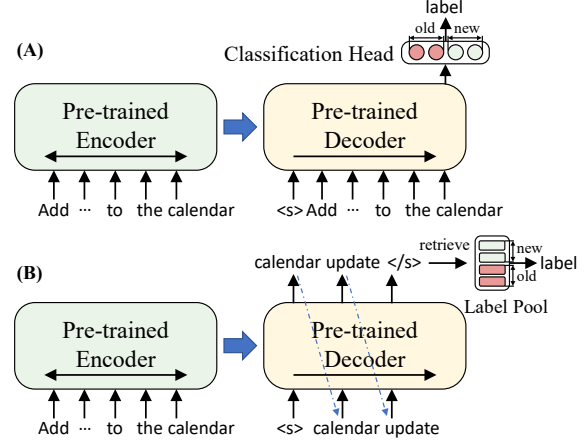 label
(A)
old new
Classification Head
Pre-trained Encoder
Pre-trained Decoder
Add ... to the calendar
<s> Add ... to the calendar
(B)
calendar update </s>
retrieve
new
old
label
Label Pool
Pre-trained Encoder
Pre-trained Decoder
Add ... to the calendar
<s> calendar update